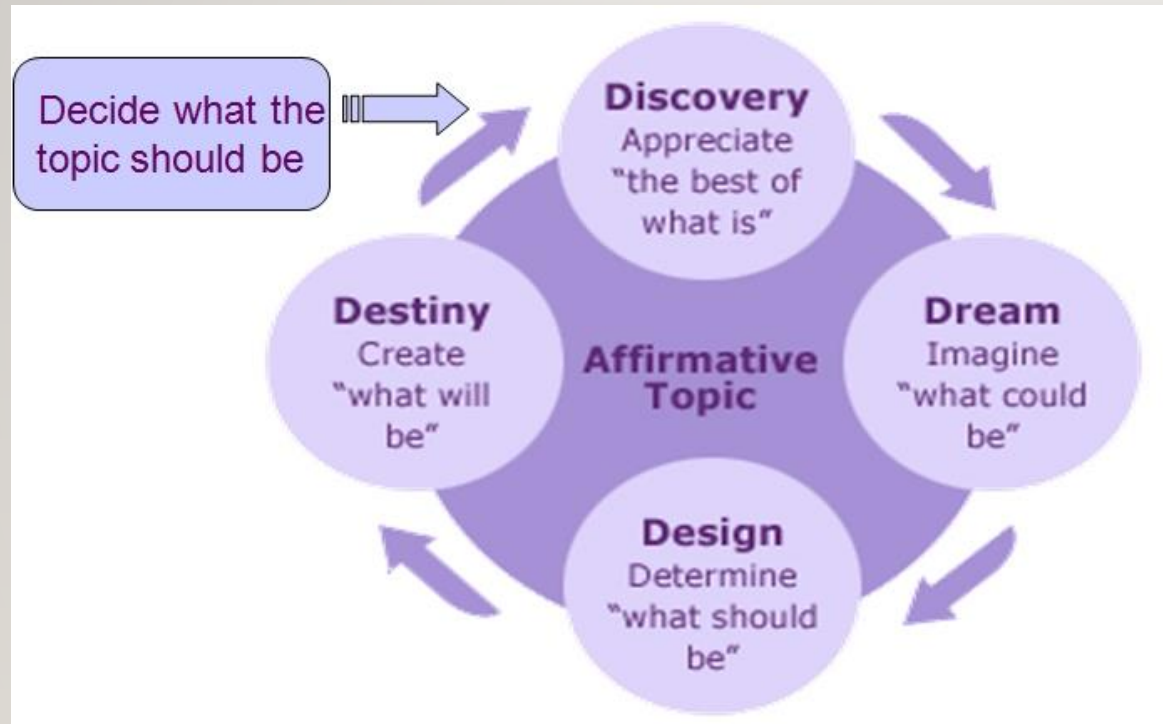 Decide what the
topic should be
Discovery
Appreciate
"the best of
what is"
Dream
Imagine
"what could
be"
Design
Determine
"what should
be"
Destiny
Create
"what will
be"
Affirmative
Topic